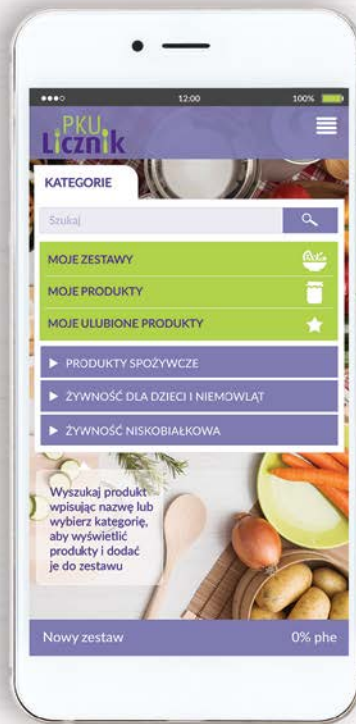 12:00
100%
PKU
Licznik
KATEGORIE
Szukaj
MOJE ZESTAWY
MOJE PRODUKTY
MOJE ULUBIONE PRODUKTY
PRODUKTY SPOŻYWCZE
ŻYWNOŚĆ DLA DZIECI I NIEMOWLĄT
ŻYWNOŚĆ NISKOBIAŁKOWA
Wyszukaj produkt
wpisując nazwę lub
wybierz kategorię,
aby wyświetlić
produkty i dodać
je do zestawu
Nowy zestaw 0% phe